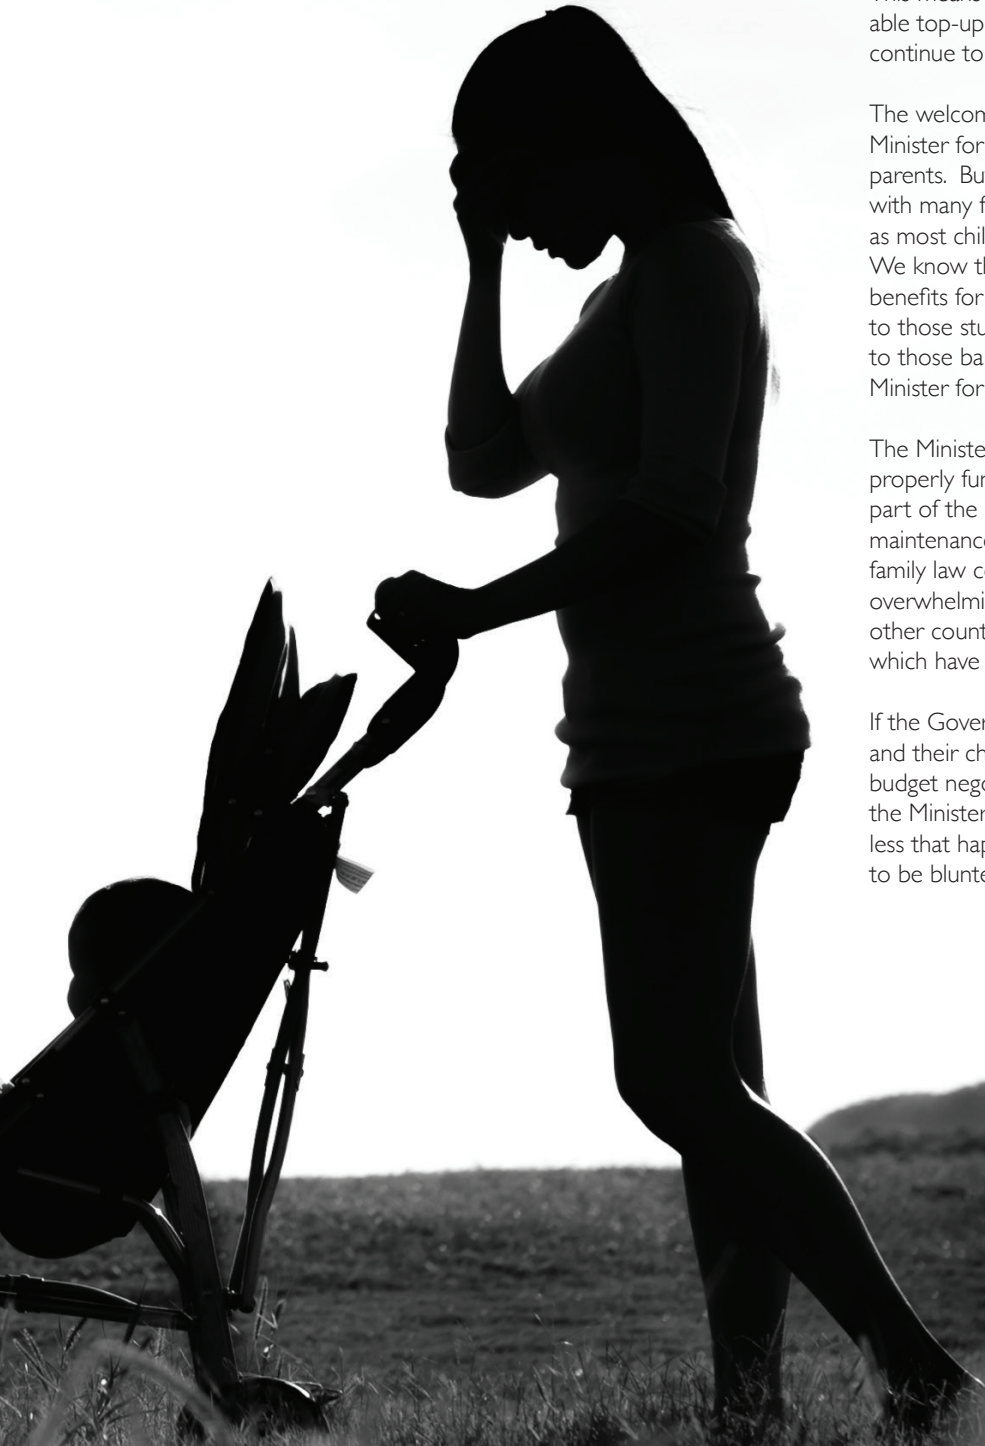 able top-up
continue to
The
Minister for
parents. Bu
with many f
as most chil
We know th
benefits for
to those stu
to those ba
Minister for
The Ministe
properly fur
part of the
maintenance
family law c
overwhelmi
other count
which have
If the Gover
and their ch
budget nego
the Minister
less that hap
to be blunte